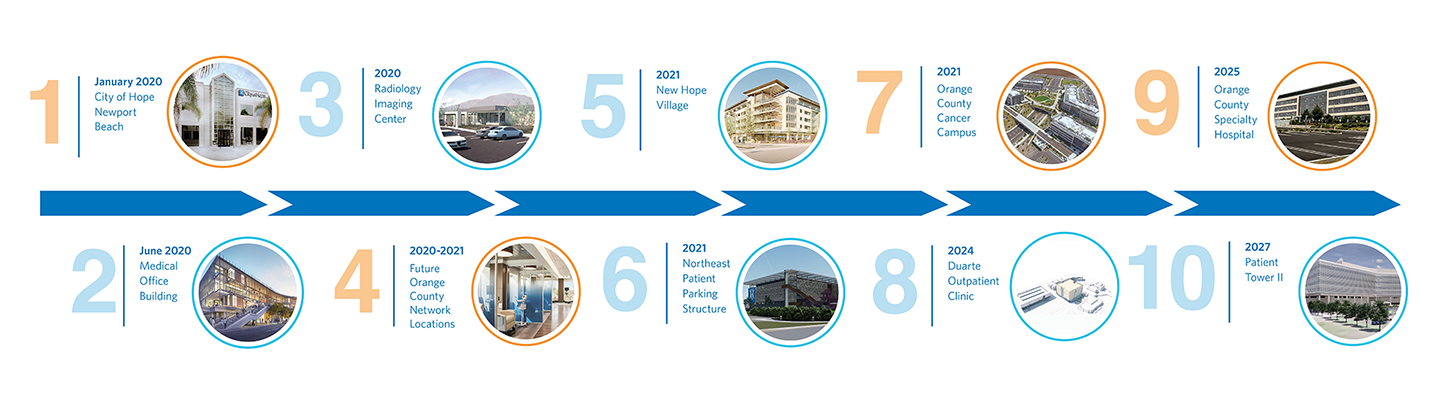 1
January 2020
City of Hope
Newport
Beach
2
June 2020
Medical
Office
Building
3
2020
Radiology
Imaging
Center
4
2020-2021
Future
Orange
County
Network
Locations
5
2021
New Hope
Village
6
2021
Northeast
Patient
Parking
Structure
7
2021
Orange
County
Cancer
Campus
8
2024
Duarte
Outpatient
Clinic
9
2025
Orange
County
Specialty
Hospital
10
2027
Patient
Tower II